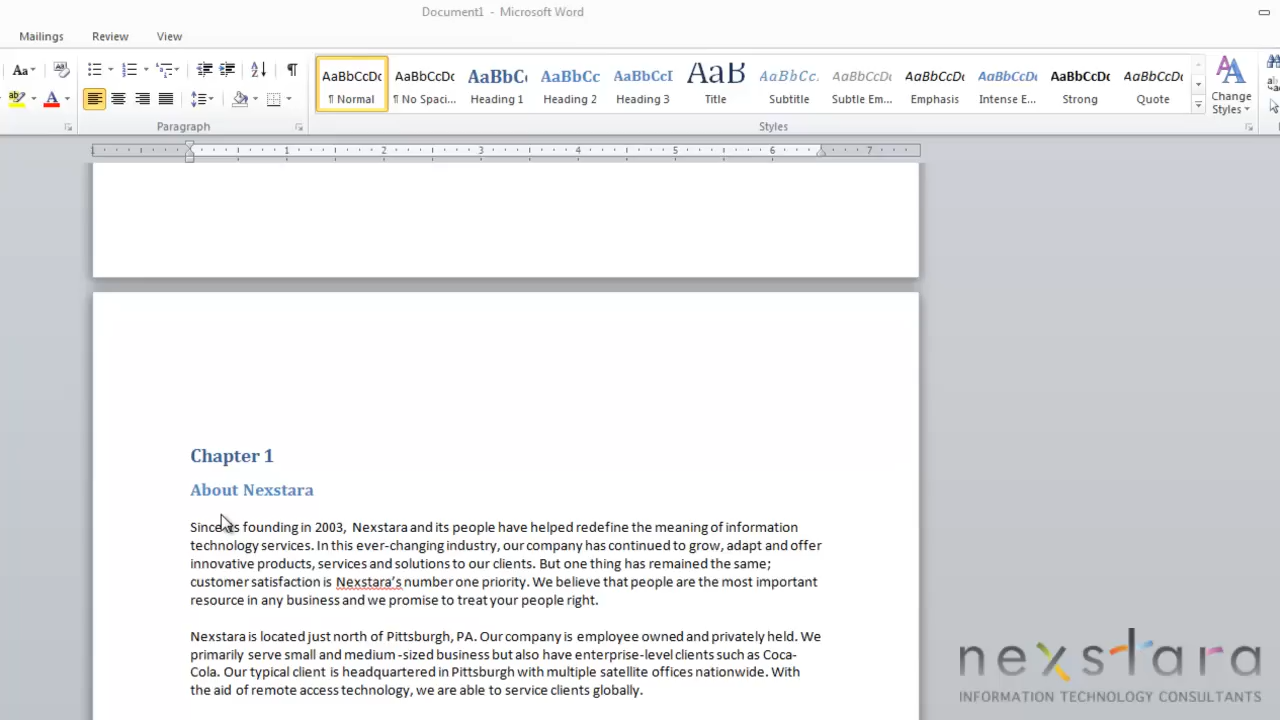 Document1 - Microsoft Word
Mailings Review View
Aa
AaBbCcDc AaBbCcDc AaBbC AaBbCc AaBbCcI AaB AaBbCc. AaBbCcDc AaBbCcDc AaBbCcDc AaBbCcDc AaBbCcDc
¶ Normal ¶ No Spaci... Heading 1 Heading 2 Heading 3 Title Subtitle Subtle Em... Emphasis Intense E... Strong Quote
Change
Styles
Paragraph Styles
1 1 2 3 4 5 6 7
Chapter 1
About Nexstara
Since its founding in 2003, Nexstara and its people have helped redefine the meaning of information
technology services. In this ever-changing industry, our company has continued to grow, adapt and offer
innovative products, services and solutions to our clients. But one thing has remained the same;
customer satisfaction is Nexstara's number one priority. We believe that people are the most important
resource in any business and we promise to treat your people right.
Nexstara is located just north of Pittsburgh, PA. Our company is employee owned and privately held. We
primarily serve small and medium -sized business but also have enterprise-level clients such as Coca-
Cola. Our typical client is headquartered in Pittsburgh with multiple satellite offices nationwide. With
the aid of remote access technology, we are able to service clients globally.
nexstara
INFORMATION TECHNOLOGY CONSULTANTS